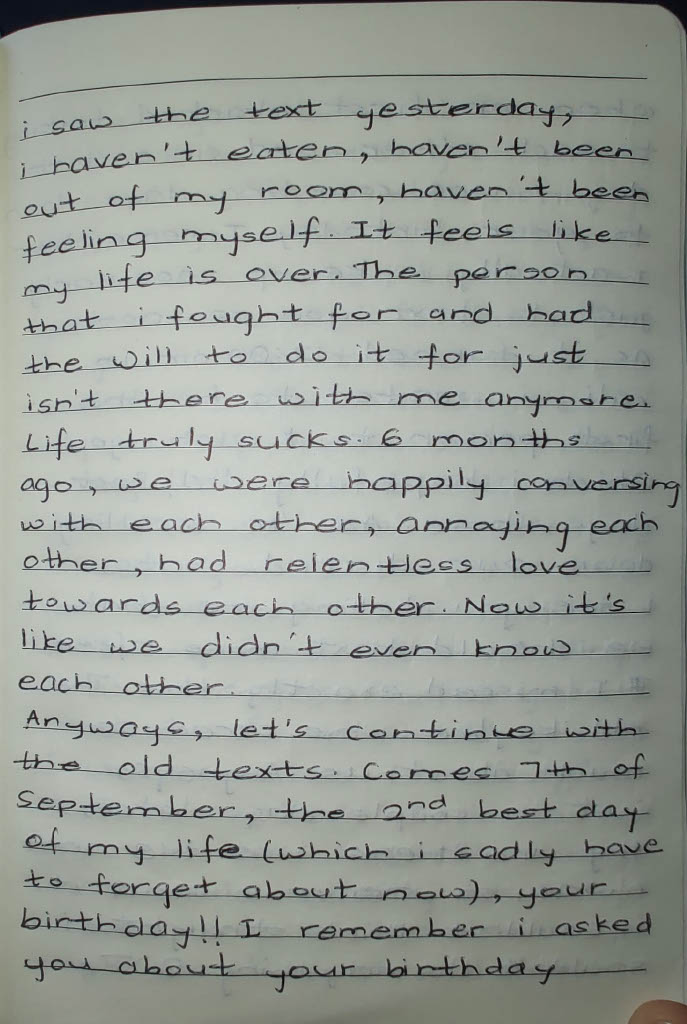 i saw the text yesterday,
i haven't eaten, haven't been
out of my room, haven't been
feeling myself. It feels like
my life is over. The person
that i fought for and had
the will to do it for just
isn't there with me anymore.
Life truly sucks. 6 months
ago, we were happily conversing
with each other, annoying each
other, had relentless love
towards each other. Now it's
like we didn't even know
each other.
Anyways, let's continue with
the old texts. Comes 7th of
September, the 2nd best day
of my life (which i sadly have
to forget about now), your
birthday!! I remember i asked
you about your birthday